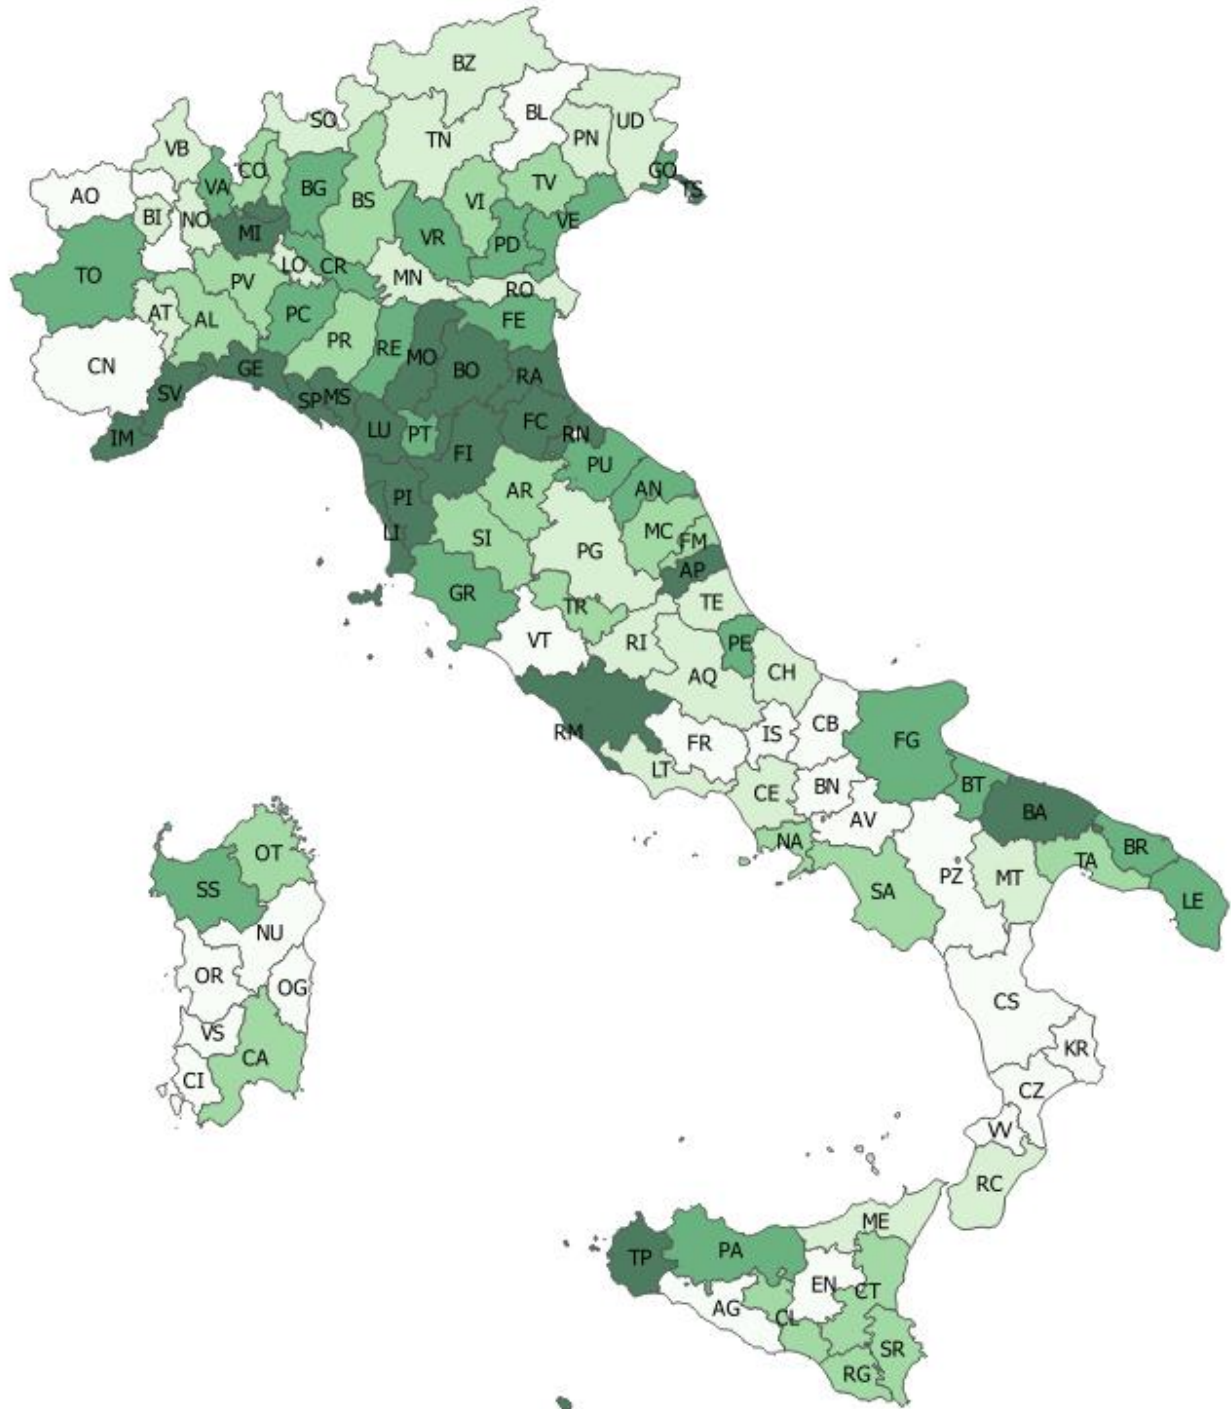 BZ
BL
UD
PN
SO
TN
VB
CO
VA
BG
BS
VI
TV
GO
TS
AO
BI
NO
MI
VR
PD
VE
TO
LO
CR
MN
RO
PV
AT
AL
PC
PR
RE
MO
FE
BO
RA
CN
SV
GE
SP
MS
LU
PT
FI
FC
RN
IM
PU
PI
AR
AN
LI
SI
MC
FM
PG
AP
GR
TR
TE
VT
RI
PE
AQ
CH
RM
FR
IS
CB
FG
LT
CE
BN
BT
AV
BA
NA
BR
TA
OT
SS
SA
PZ
MT
LE
NU
OR
OG
VS
CA
CI
CS
KR
CZ
VV
RC
ME
TP
PA
EN
CT
AG
CL
SR
RG